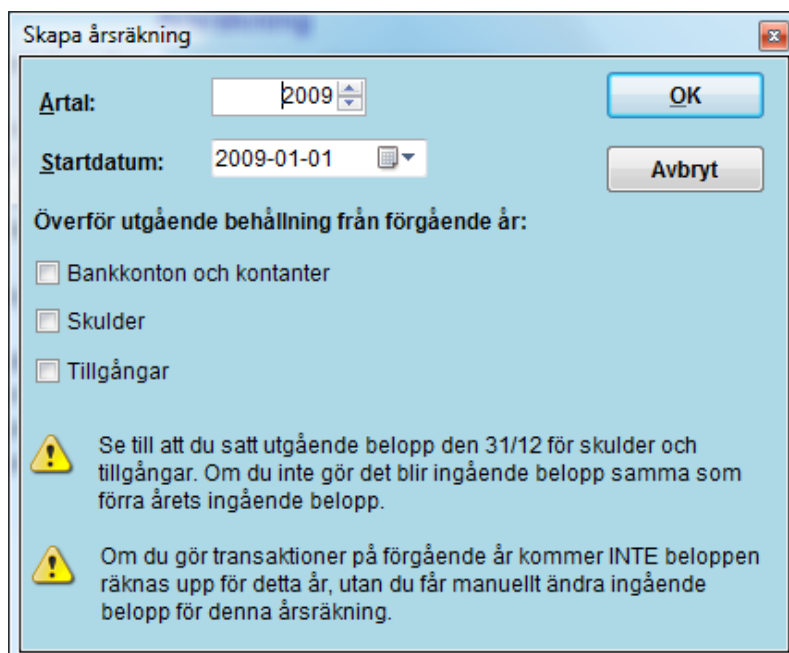 Skapa årsräkning
Årtal:
2009
OK
Startdatum:
2009-01-01
Avbryt
Överför utgående behållning från förgående år:
Bankkonton och kontanter
Skulder
Tillgångar
Se till att du satt utgående belopp den 31/12 för skulder och
tillgångar. Om du inte gör det blir ingående belopp samma som
förra årets ingående belopp.
Om du gör transaktioner på förgående år kommer INTE beloppen
räknas upp för detta år, utan du får manuellt ändra ingående
belopp för denna årsräkning.